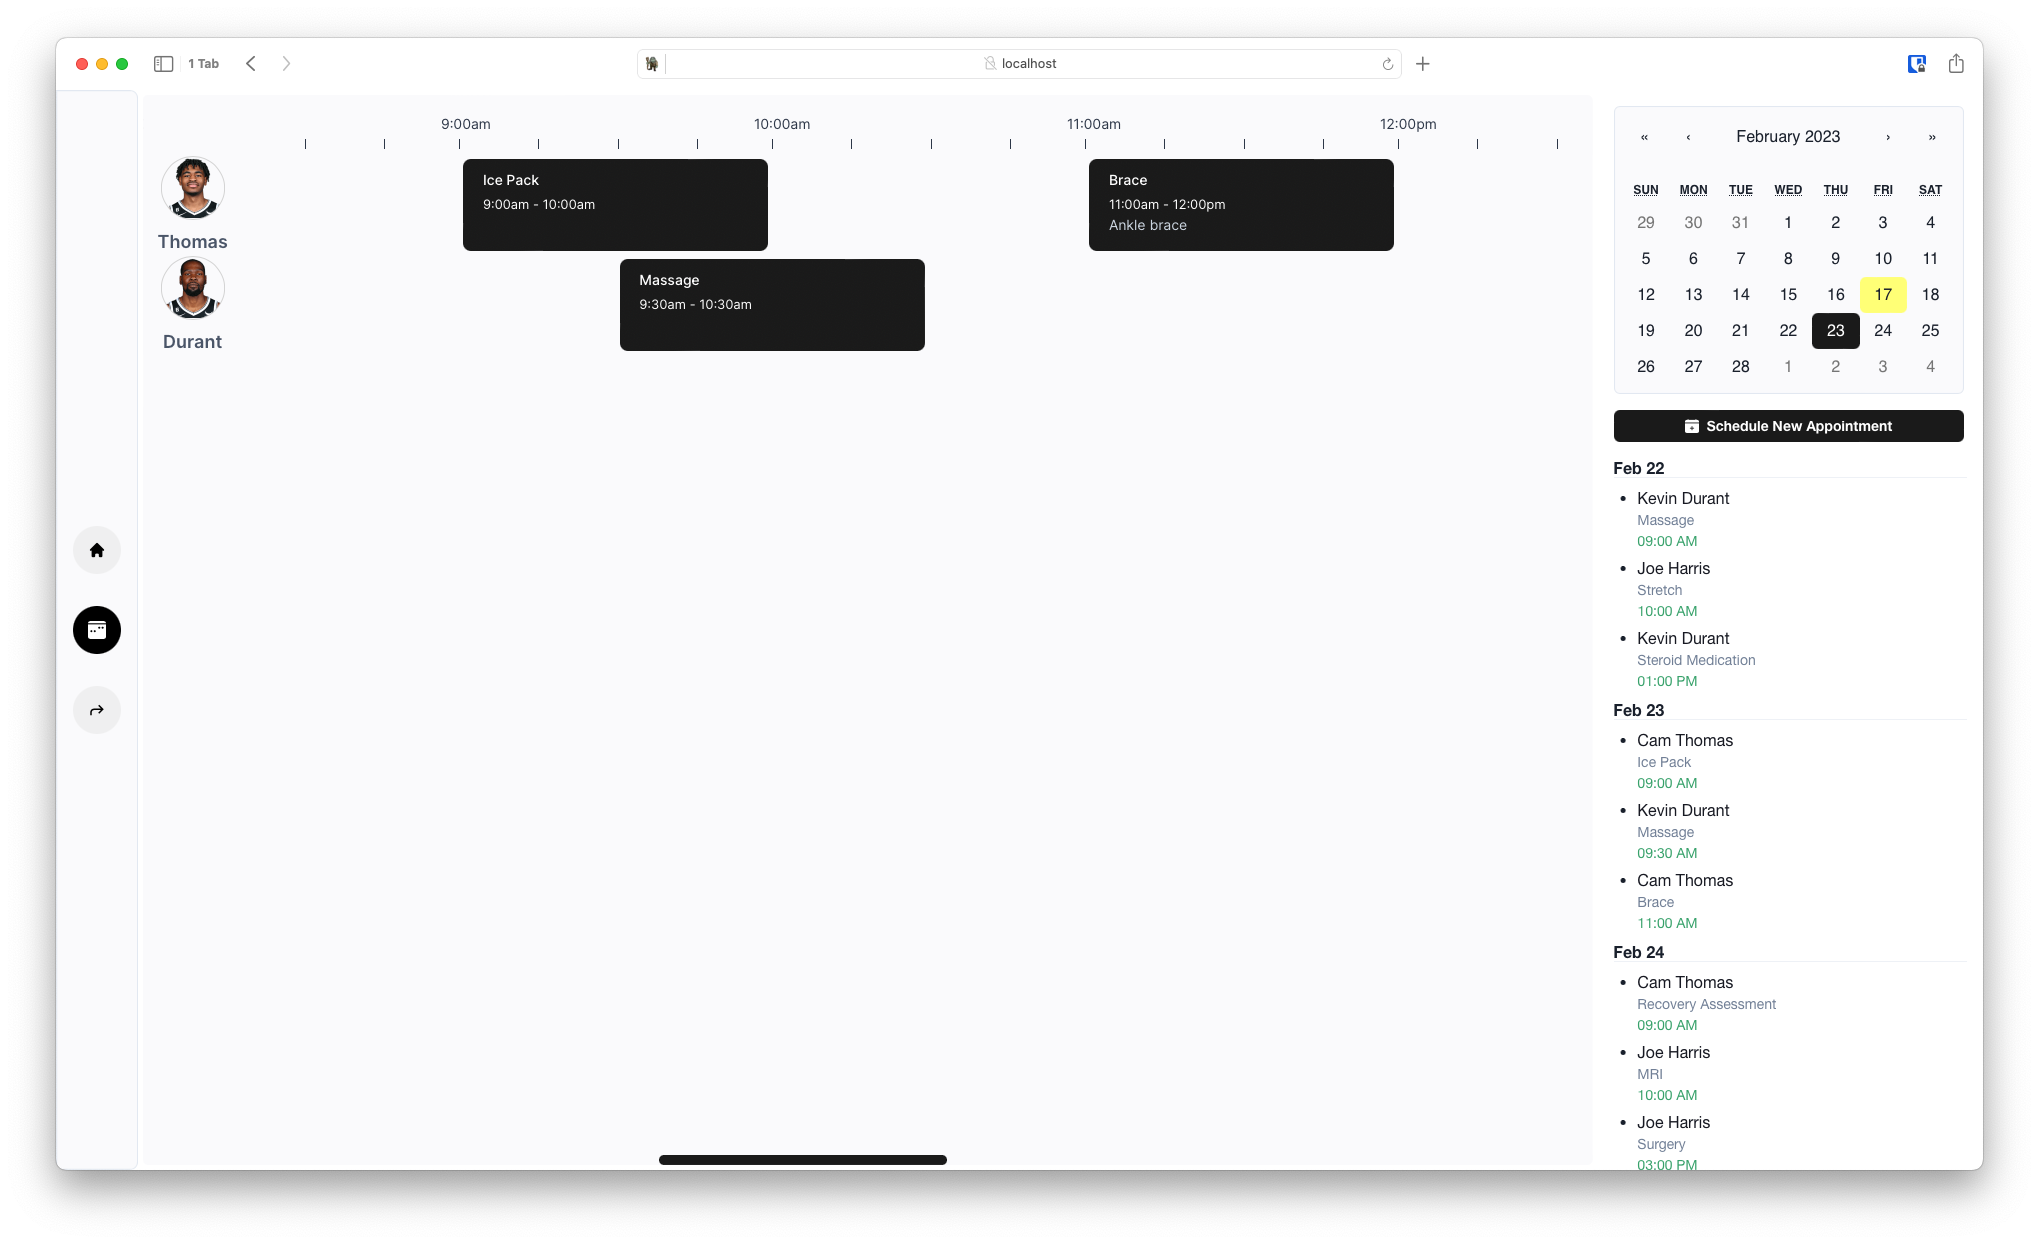 1 Tab
localhost
9:00am 10:00am 11:00am 12:00pm
Thomas
Ice Pack
9:00am - 10:00am
Brace
11:00am - 12:00pm
Ankle brace
Durant
Massage
9:30am - 10:30am
« ‹ February 2023 › »
SUN MON TUE WED THU FRI SAT
29 30 31 1 2 3 4
5 6 7 8 9 10 11
12 13 14 15 16 17 18
19 20 21 22 23 24 25
26 27 28 1 2 3 4
Schedule New Appointment
Feb 22
• Kevin Durant
Massage
09:00 AM
• Joe Harris
Stretch
10:00 AM
• Kevin Durant
Steroid Medication
01:00 PM
Feb 23
• Cam Thomas
Ice Pack
09:00 AM
• Kevin Durant
Massage
09:30 AM
• Cam Thomas
Brace
11:00 AM
Feb 24
• Cam Thomas
Recovery Assessment
09:00 AM
• Joe Harris
MRI
10:00 AM
• Joe Harris
Surgery
03:00 PM